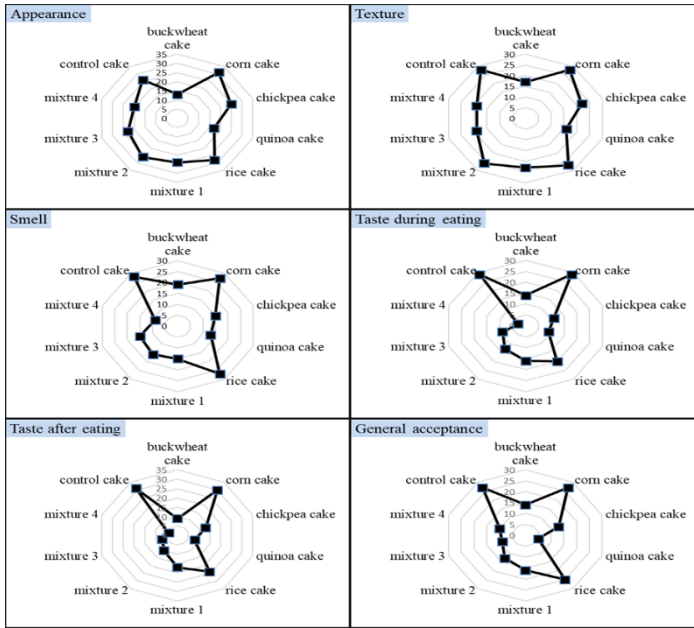 Appearance
buckwheat
cake
35
30
25
20
15
10
5
0
corn cake
chickpea cake
quinoa cake
rice cake
mixture 1
mixture 2
mixture 3
mixture 4
control cake
Texture
buckwheat
cake
30
25
20
15
10
5
0
corn cake
chickpea cake
quinoa cake
rice cake
mixture 1
mixture 2
mixture 3
mixture 4
control cake
Smell
buckwheat
cake
30
25
20
15
10
5
0
corn cake
chickpea cake
quinoa cake
rice cake
mixture 1
mixture 2
mixture 3
mixture 4
control cake
Taste during eating
buckwheat
cake
30
25
20
15
10
5
0
corn cake
chickpea cake
quinoa cake
rice cake
mixture 1
mixture 2
mixture 3
mixture 4
control cake
Taste after eating
buckwheat
cake
35
30
25
20
15
10
corn cake
chickpea cake
quinoa cake
rice cake
mixture 1
mixture 2
mixture 3
mixture 4
control cake
General acceptance
buckwheat
cake
30
25
20
15
10
5
0
corn cake
chickpea cake
quinoa cake
rice cake
mixture 1
mixture 2
mixture 3
mixture 4
control cake